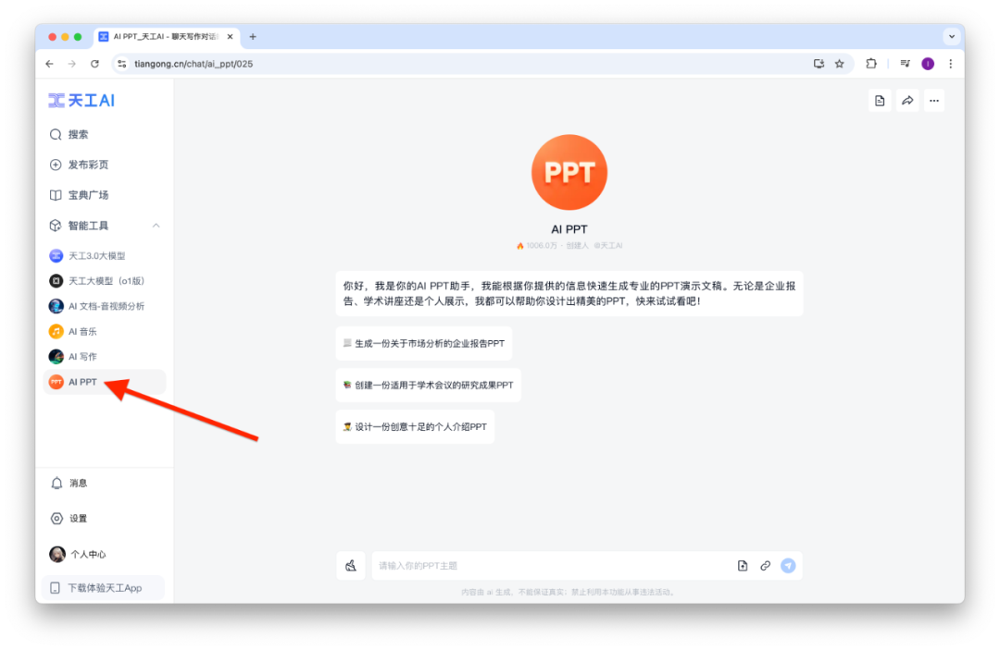 AI PPT_天工AI - 聊天写作对话
tiangong.cn/chat/ai_ppt/025
天工AI
搜索
发布彩页
宝典广场
智能工具
天工3.0大模型
天工大模型（o1版）
AI 文档-音视频分析
AI 音乐
AI 写作
PPT
AI PPT
消息
设置
个人中心
下载体验天工App
PPT
AI PPT
1006.0万 · 创建人 @天工AI
你好，我是你的AI PPT助手，我能根据你提供的信息快速生成专业的PPT演示文稿。无论是企业报
告、学术讲座还是个人展示，我都可以帮助你设计出精美的PPT，快来试试看吧！
生成一份关于市场分析的企业报告PPT
创建一份适用于学术会议的研究成果PPT
设计一份创意十足的个人介绍PPT
请输入你的PPT主题
内容由 ai 生成，不能保证真实；禁止利用本功能从事违法活动。